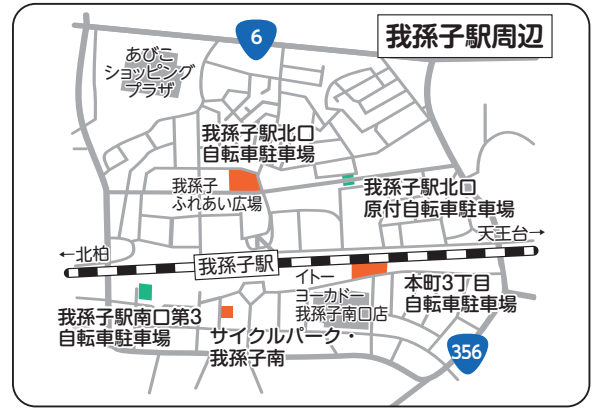 我孫子駅周辺
6
あびこ
ショッピング
プラザ
我孫子駅北口
自転車駐車場
我孫子
ふれあい広場
我孫子駅北口
原付自転車駐車場
天王台→
←北柏
我孫子駅
イトー
ヨーカドー
我孫子南口店
本町3丁目
自転車駐車場
我孫子駅南口第3
自転車駐車場
サイクルパーク・
我孫子南
356